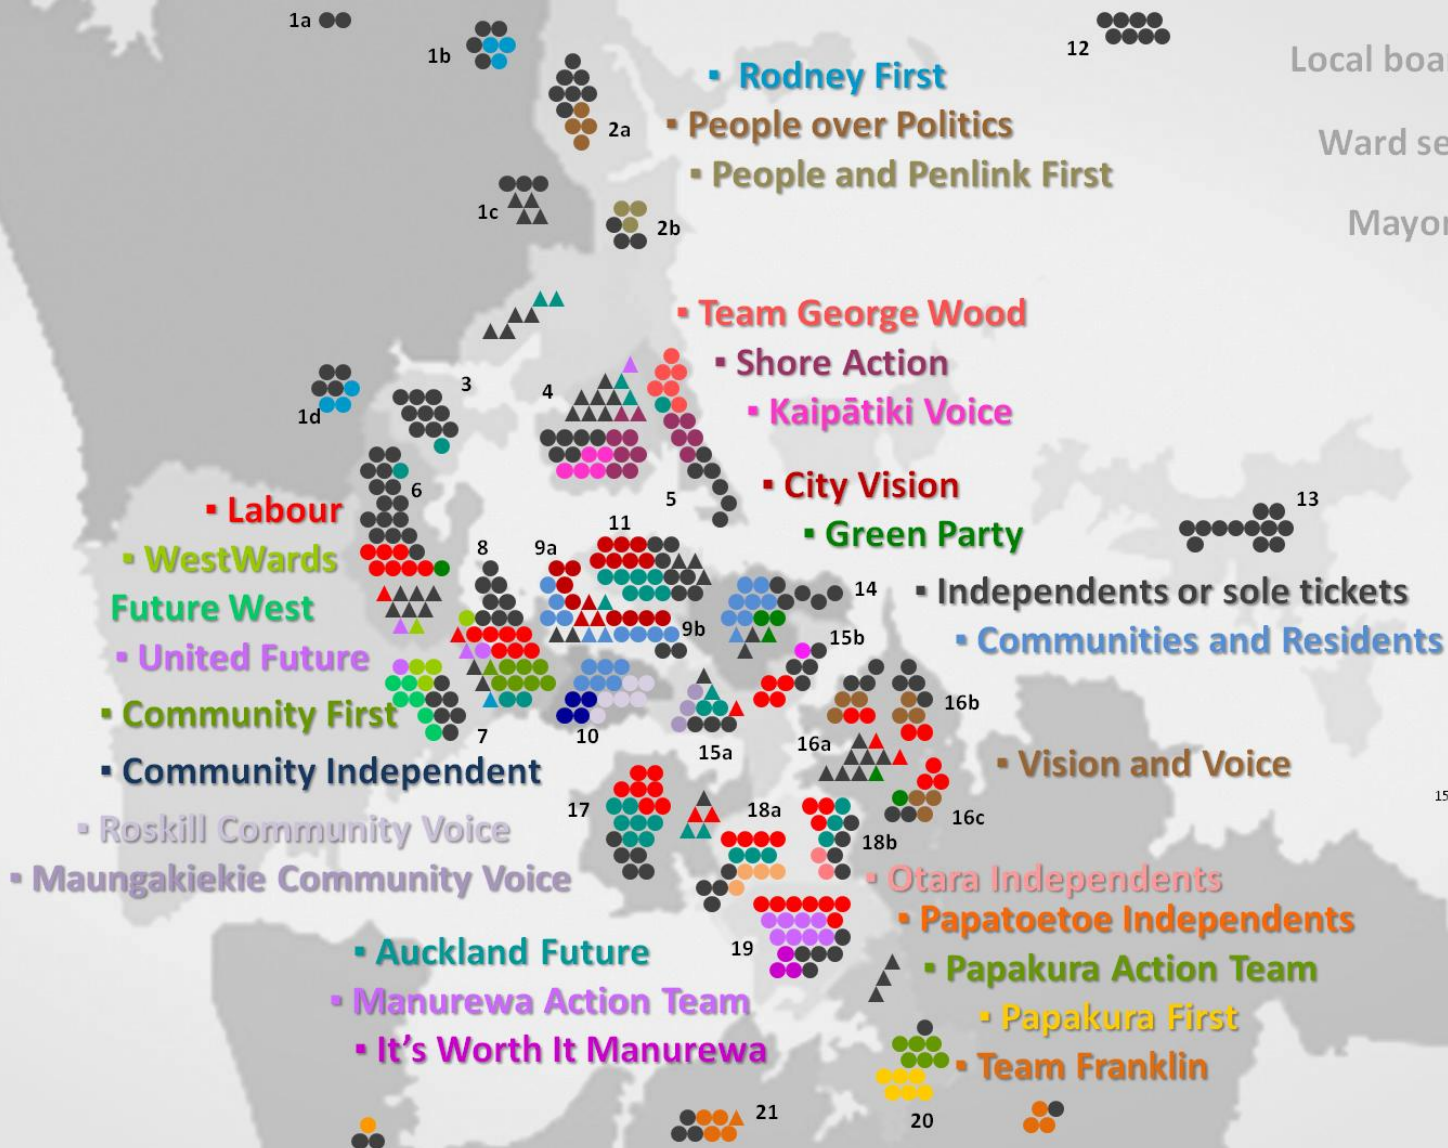 1a
12
Local boa
1b
▪ Rodney First
▪ People over Politics
2a
Ward se
▪ People and Penlink First
1c
2b
Mayor
▪ Team George Wood
▪ Shore Action
3
4
▪ Kaipātiki Voice
1d
▪ City Vision
6
5
13
▪ Labour
▪ Green Party
11
▪ WestWards
8
9a
▪ Independents or sole tickets
14
Future West
9b
▪ Communities and Residents
15b
▪ United Future
16b
▪ Community First
7
10
15a
16a
▪ Vision and Voice
▪ Community Independent
15
17
18a
16c
▪ Roskill Community Voice
18b
▪ Maungakiekie Community Voice
▪ Otara Independents
▪ Papatoetoe Independents
19
▪ Auckland Future
▪ Papakura Action Team
▪ Manurewa Action Team
▪ Papakura First
▪ It’s Worth It Manurewa
▪ Team Franklin
21
20